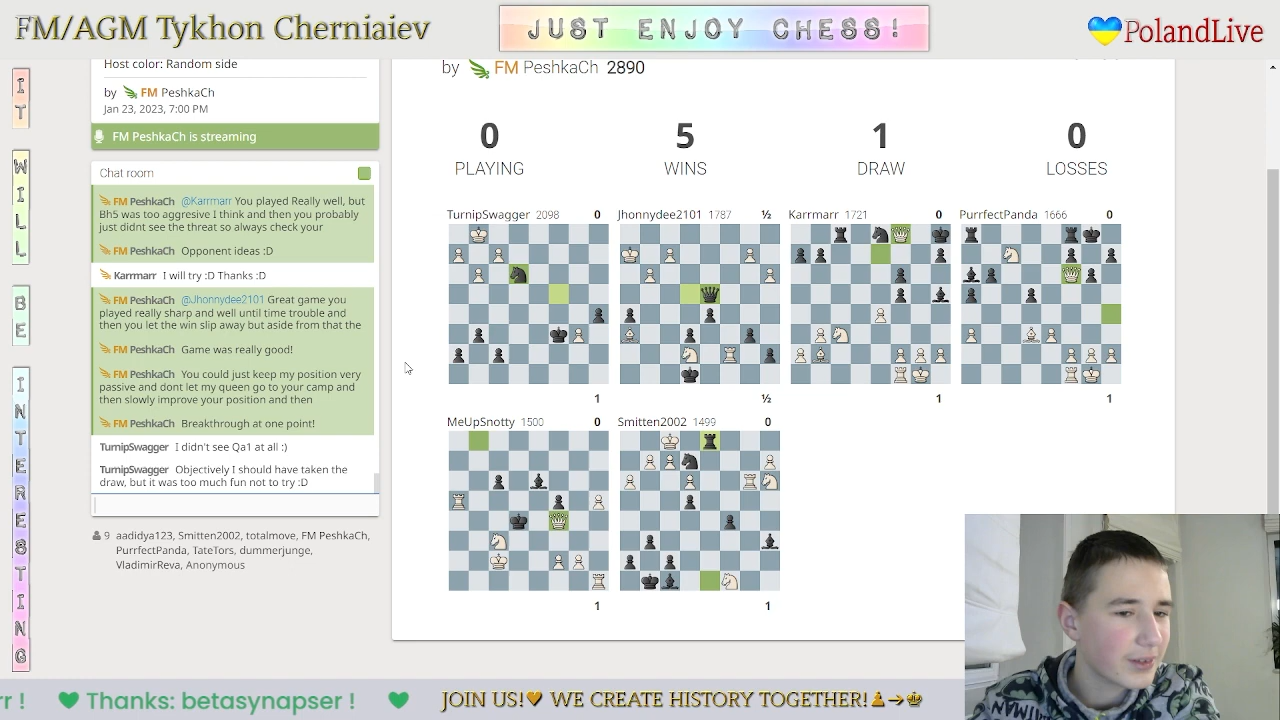 FM/AGM Tykhon Cherniaiev
JUST ENJOY CHESS!
PolandLive
IT
WILL
BE
INTERESTING
Host color: Random side
by FM PeshkaCh
Jan 23, 2023, 7:00 PM
FM PeshkaCh is streaming
Chat room
FM PeshkaCh @Karrmarr You played Really well, but
Bh5 was too aggresive I think and then you probably
just didnt see the threat so always check your
FM PeshkaCh Opponent ideas :D
Karrmarr I will try :D Thanks :D
FM PeshkaCh @Jhonnydee2101 Great game you
played really sharp and well until time trouble and
then you let the win slip away but aside from that the
FM PeshkaCh Game was really good!
FM PeshkaCh You could just keep my position very
passive and dont let my queen go to your camp and
then slowly improve your position and then
FM PeshkaCh Breakthrough at one point!
TurnipSwagger I didn't see Qa1 at all :)
TurnipSwagger Objectively I should have taken the
draw, but it was too much fun not to try :D
9 aadidya123, Smitten2002, totalmove, FM PeshkaCh,
PurrfectPanda, TateTors, dummerjunge,
VladimirReva, Anonymous
by FM PeshkaCh 2890
0 5 1 0
PLAYING WINS DRAW LOSSES
TurnipSwagger 2098 0 Jhonnydee2101 1787 ½ Karrmarr 1721 0 PurrfectPanda 1666 0
1 ½ 1 1
MeUpSnotty 1500 0 Smitten2002 1499 0
1 1
rr ! Thanks: betasynapser ! JOIN US! WE CREATE HISTORY TOGETHER!